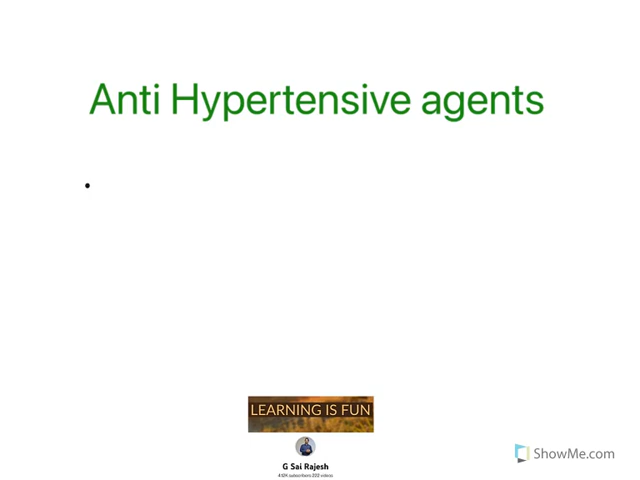 Anti Hypertensive agents
•
LEARNING IS FUN
G Sai Rajesh
ShowMe.com